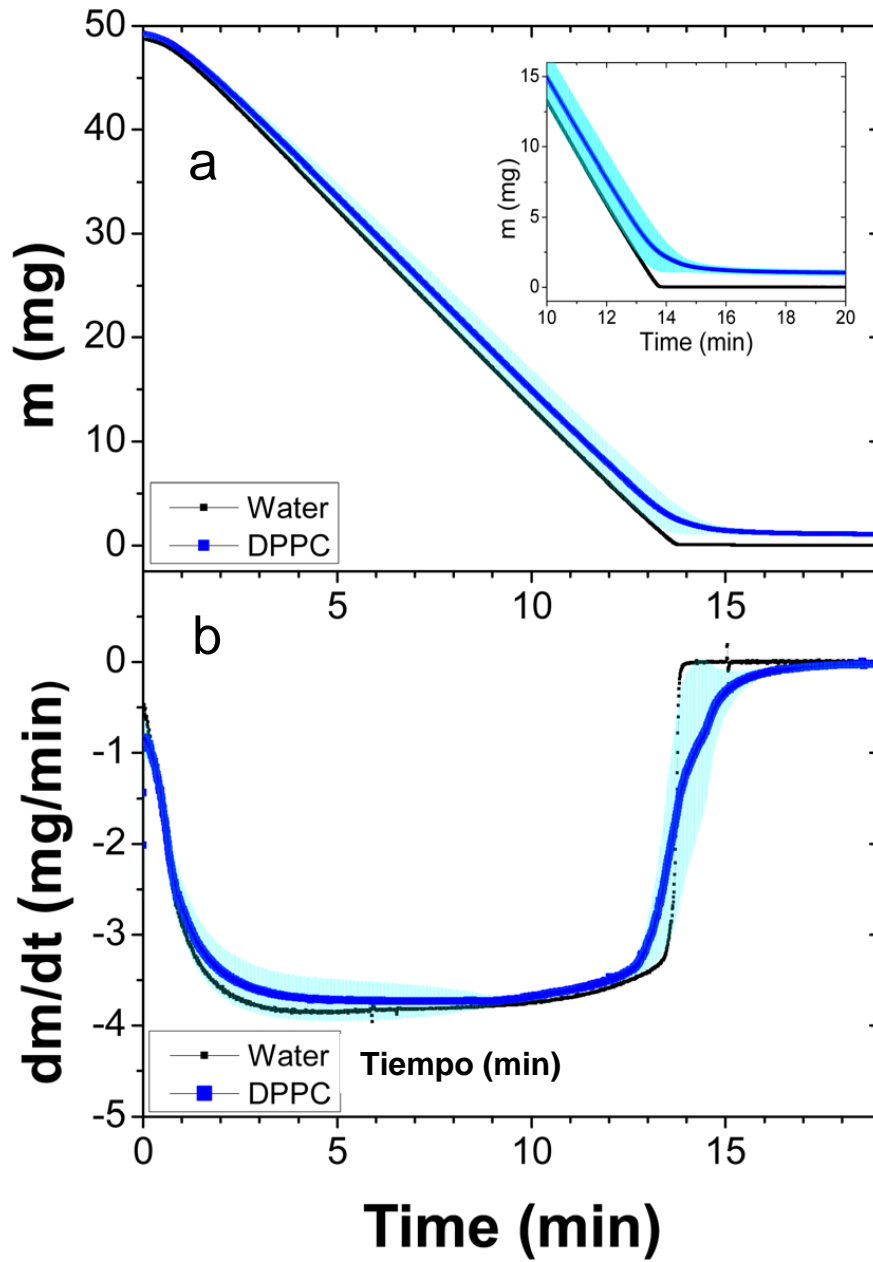 50
40
30
20
10
0
m (mg)
a
15
10
5
0
m (mg)
10 12 14 16 18 20
Time (min)
Water
DPPC
5 10 15
b
0
-1
-2
-3
-4
-5
dm/dt (mg/min)
Water
DPPC
Tiempo (min)
0 5 10 15
Time (min)